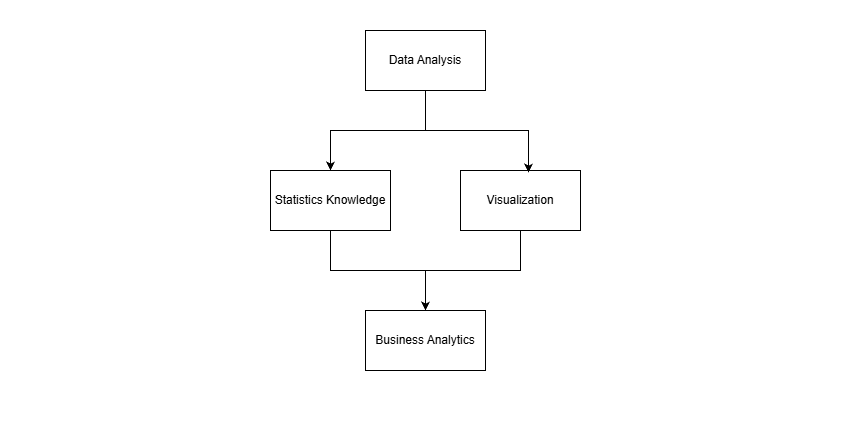 Data Analysis
Statistics Knowledge
Visualization
Business Analytics